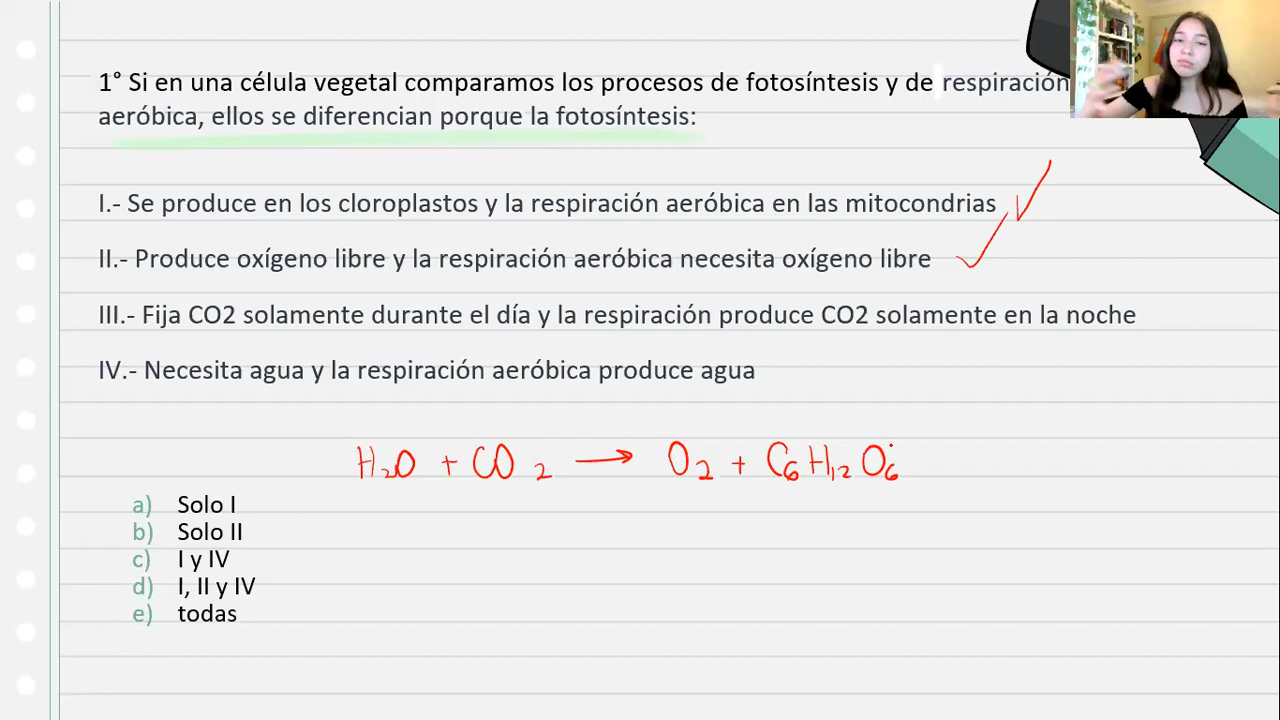 1° Si en una célula vegetal comparamos los procesos de fotosíntesis y de respiración
aeróbica, ellos se diferencian porque la fotosíntesis:
I.- Se produce en los cloroplastos y la respiración aeróbica en las mitocondrias
II.- Produce oxígeno libre y la respiración aeróbica necesita oxígeno libre
III.- Fija CO2 solamente durante el día y la respiración produce CO2 solamente en la noche
IV.- Necesita agua y la respiración aeróbica produce agua
H2O + CO2 → O2 + C6H12O6
a) Solo I
b) Solo II
c) I y IV
d) I, II y IV
e) todas